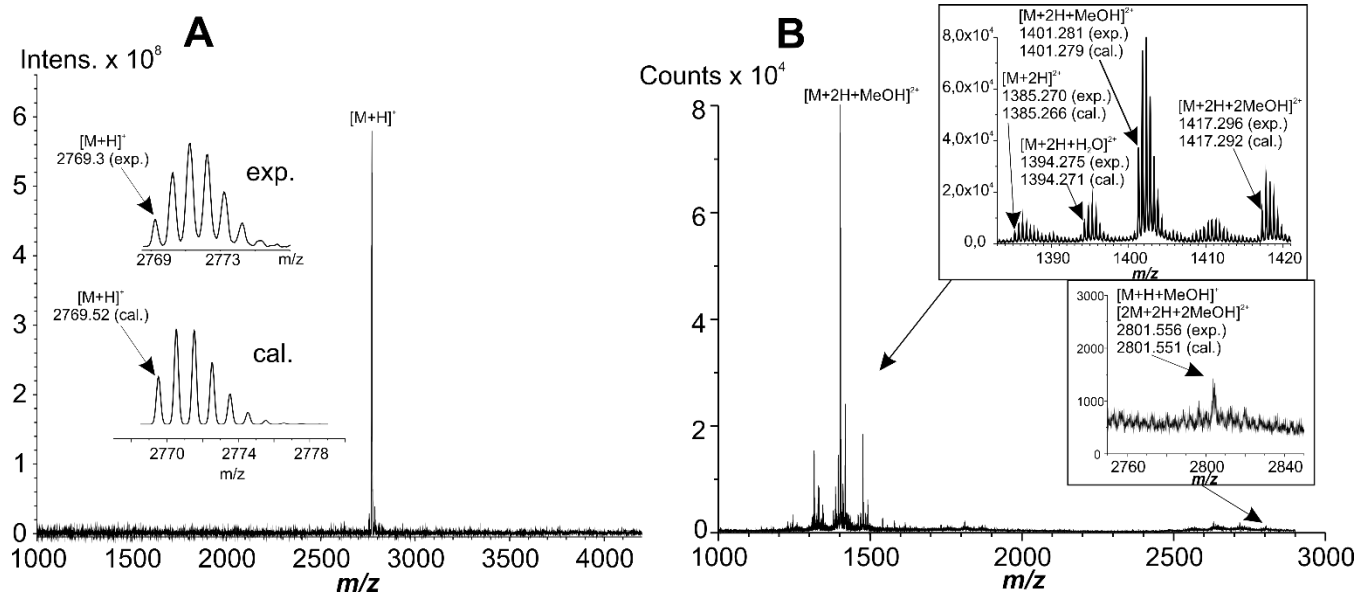 A
Intens. x 10⁸
6
5
4
3
2
1
0
[M+H]⁺
[M+H]⁺
2769.3 (exp.)
exp.
2769 2773
m/z
[M+H]⁺
2769.52 (cal.)
cal.
2770 2774 2778
m/z
1000 1500 2000 2500 3000 3500 4000
m/z
B
Counts x 10⁴
8
6
4
2
0
[M+2H+MeOH]²⁺
[M+2H+MeOH]²⁺
1401.281 (exp.)
1401.279 (cal.)
[M+2H]²⁺
1385.270 (exp.)
1385.266 (cal.)
[M+2H+H₂O]²⁺
1394.275 (exp.)
1394.271 (cal.)
[M+2H+2MeOH]²⁺
1417.296 (exp.)
1417.292 (cal.)
8,0x10⁴
6,0x10⁴
4,0x10⁴
2,0x10⁴
0,0
1390 1400 1410 1420
m/z
[M+H+MeOH]⁺
[2M+2H+2MeOH]²⁺
2801.556 (exp.)
2801.551 (cal.)
3000
2000
1000
0
2760 2800 2840
m/z
1000 1500 2000 2500 3000
m/z